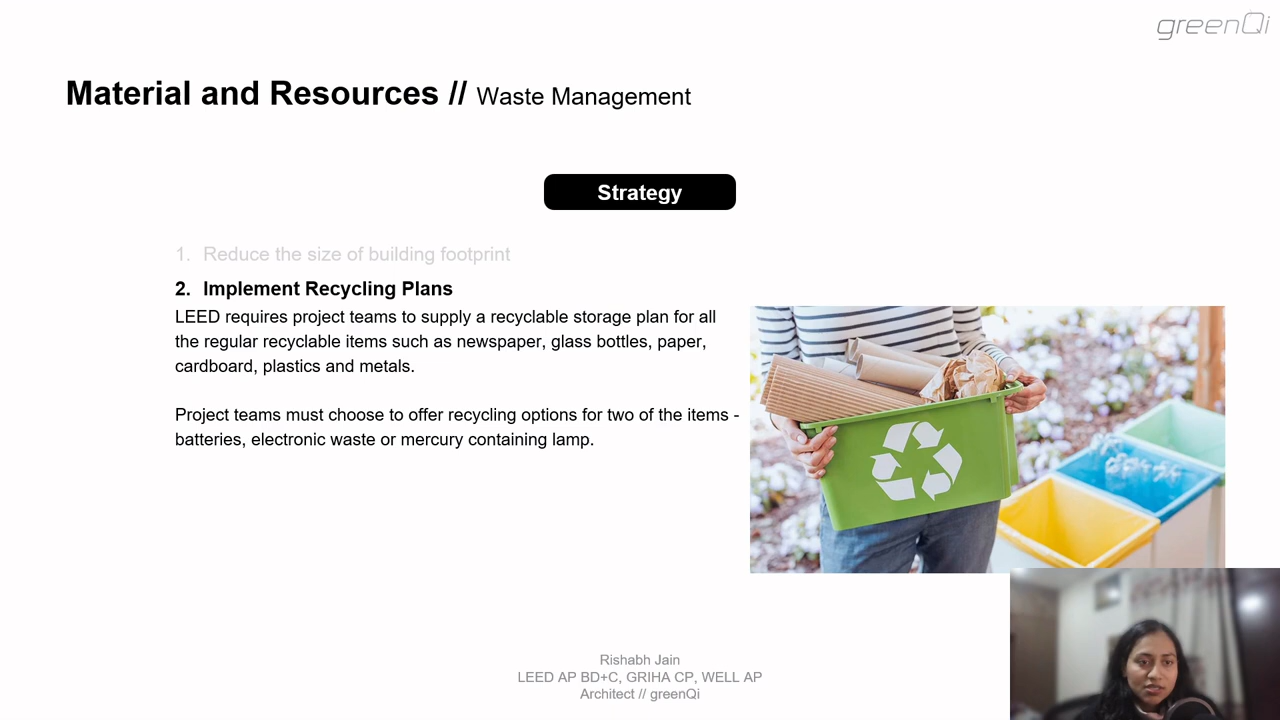 greenQi
Material and Resources // Waste Management
Strategy
1. Reduce the size of building footprint
2. Implement Recycling Plans
LEED requires project teams to supply a recyclable storage plan for all
the regular recyclable items such as newspaper, glass bottles, paper,
cardboard, plastics and metals.
Project teams must choose to offer recycling options for two of the items -
batteries, electronic waste or mercury containing lamp.
Rishabh Jain
LEED AP BD+C, GRIHA CP, WELL AP
Architect // greenQi